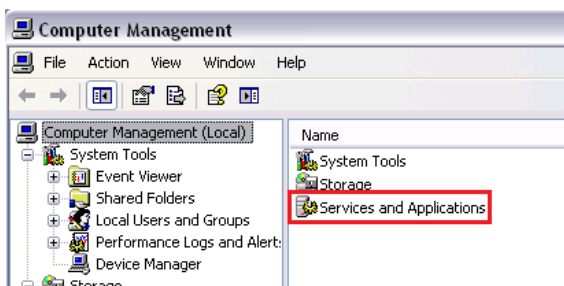 Computer Management
File Action View Window Help
Computer Management (Local)
System Tools
Event Viewer
Shared Folders
Local Users and Groups
Performance Logs and Alert
Device Manager
Storage
Name
System Tools
Storage
Services and Applications